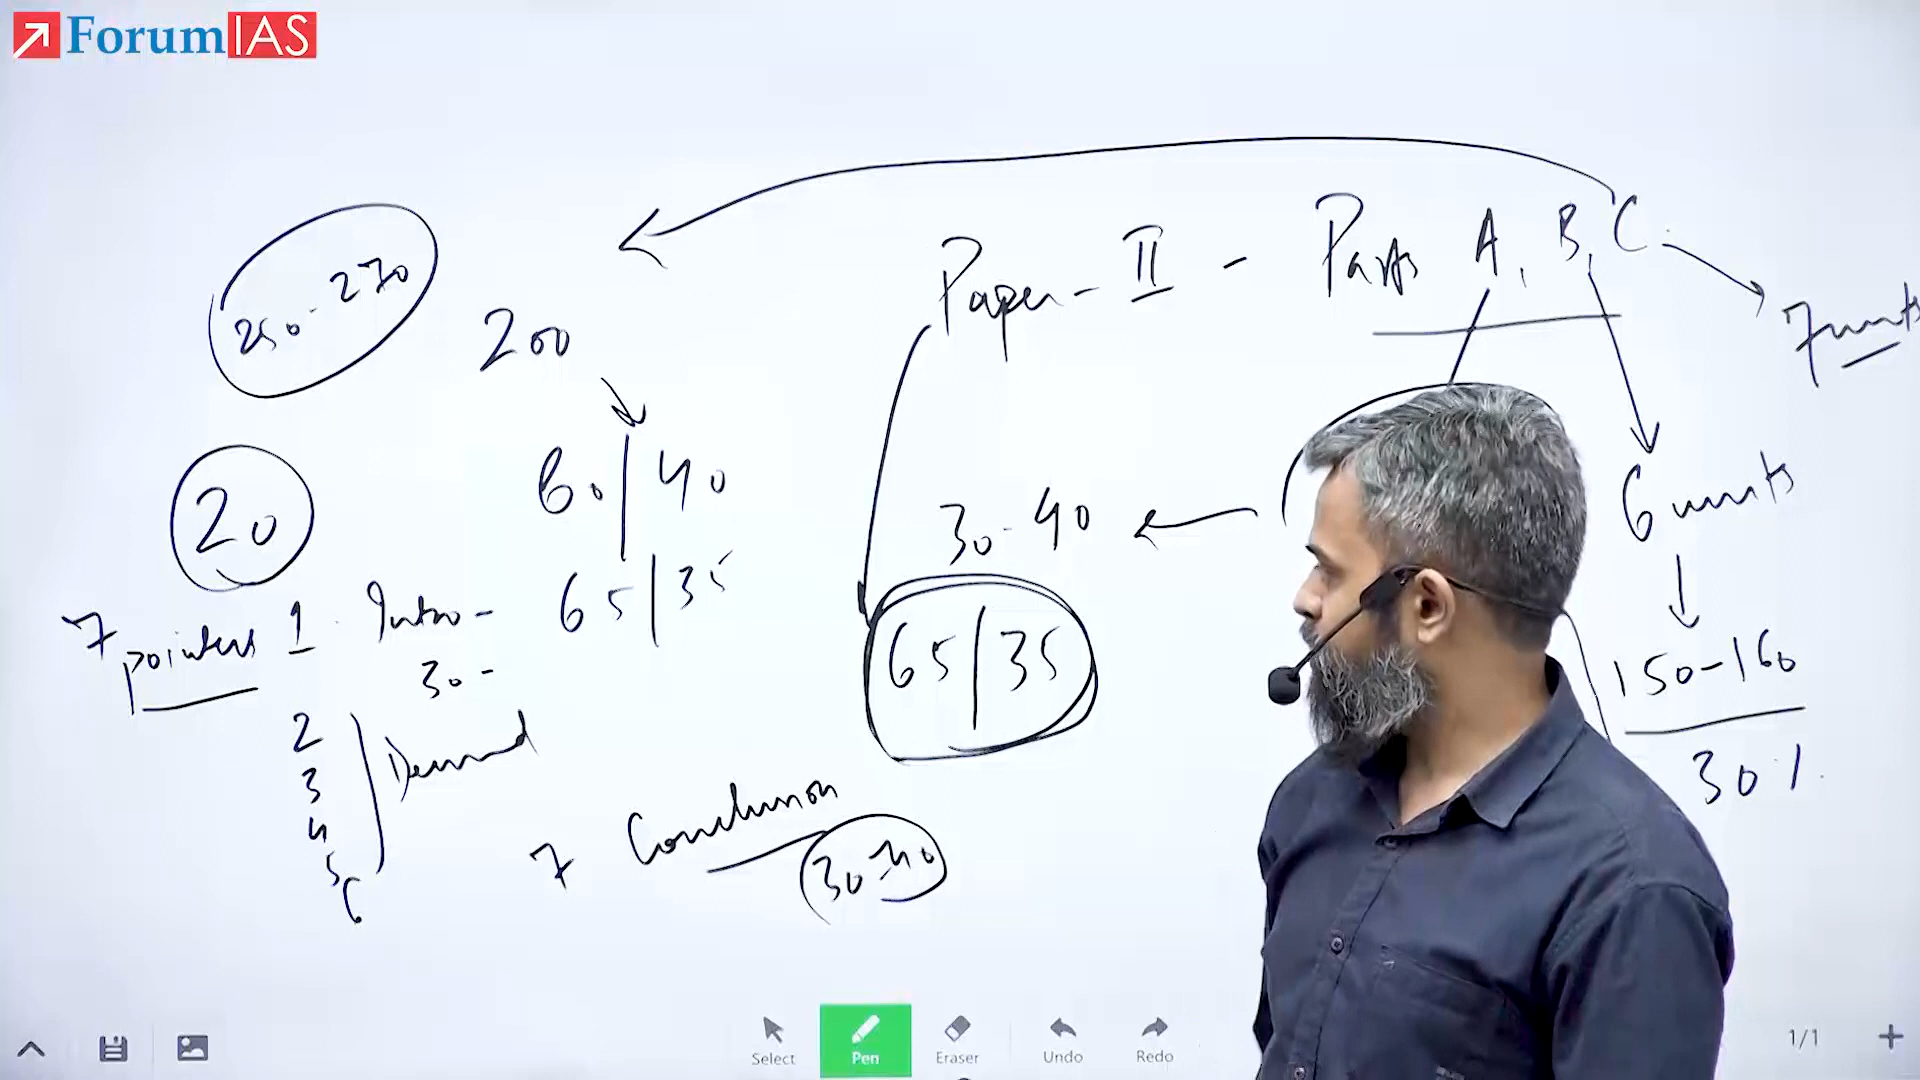 ForumIAS
Paper - II - Parts A, B, C.
7 units
250-270
200
60/40
6 units
20
30-40
65/35
65/35
150-160
30%
7 pointers
1. Intro -
30 -
2
3
4
5
6
Demand
7 Conclusion
30-40
Select
Pen
Eraser
Undo
Redo
1/1